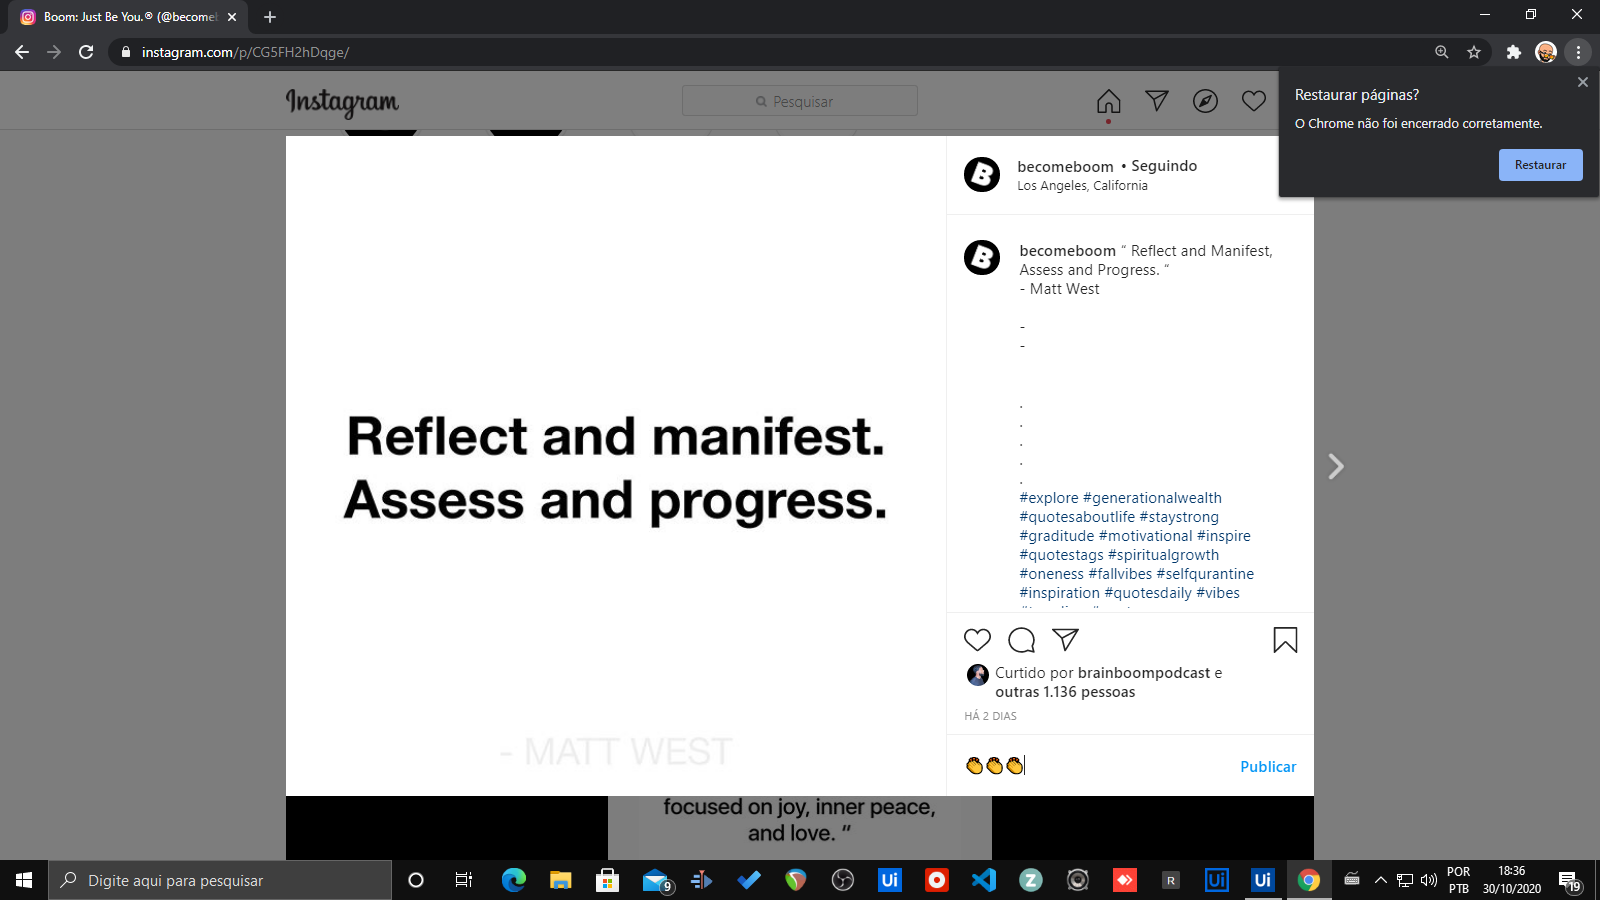 Boom: Just Be You.® (@becomeb
instagram.com/p/CG5FH2hDqge/
Restaurar páginas?
O Chrome não foi encerrado corretamente.
Restaurar
Instagram
Pesquisar
becomeboom • Seguindo
Los Angeles, California
becomeboom “ Reflect and Manifest,
Assess and Progress. “
- Matt West
-
-
.
.
.
.
.
#explore #generationalwealth
#quotesaboutlife #staystrong
#graditude #motivational #inspire
#quotestags #spiritualgrowth
#oneness #fallvibes #selfqurantine
#inspiration #quotesdaily #vibes
Reflect and manifest.
Assess and progress.
- MATT WEST
Curtido por brainboompodcast e
outras 1.136 pessoas
HÁ 2 DIAS
👏👏👏
Publicar
focused on joy, inner peace,
and love. “
Digite aqui para pesquisar
9
Ui
Z
R
Ui
Ui
POR
PTB
18:36
30/10/2020
19